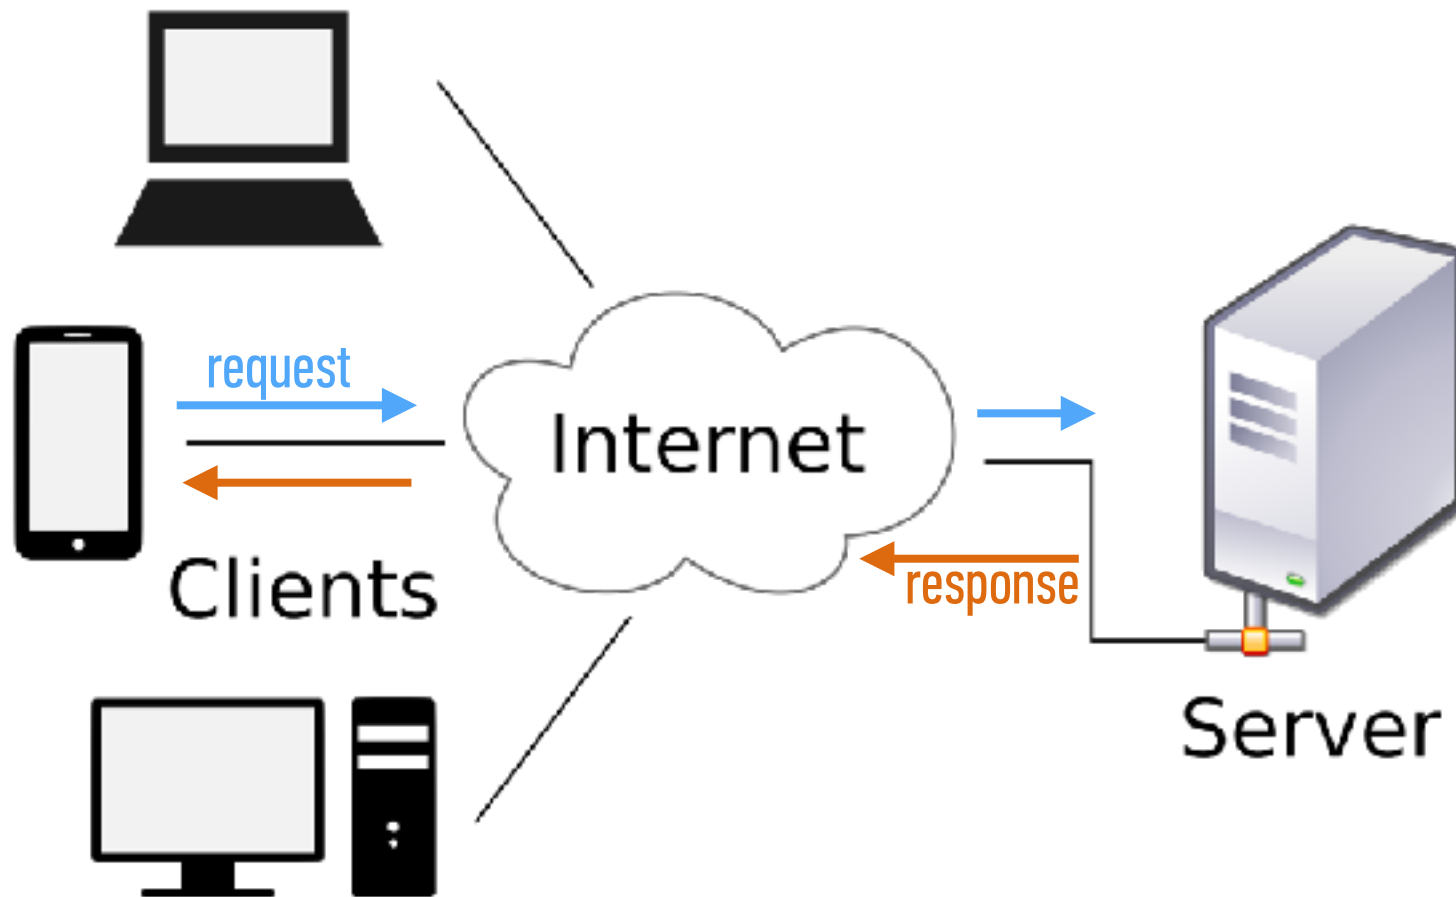 request
Internet
response
Clients
Server